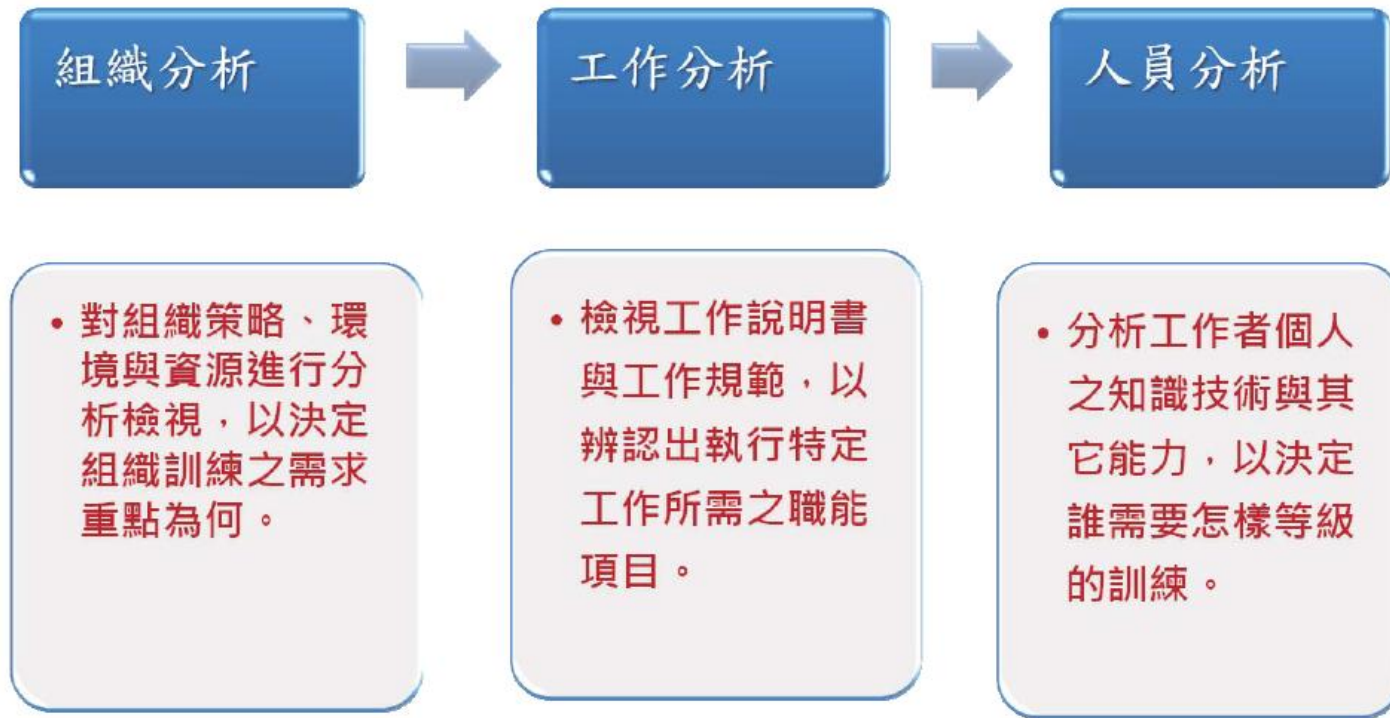 組織分析
工作分析
人員分析
• 對組織策略、環
境與資源進行分
析檢視，以決定
組織訓練之需求
重點為何。
• 檢視工作說明書
與工作規範，以
辨認出執行特定
工作所需之職能
項目。
• 分析工作者個人
之知識技術與其
它能力，以決定
誰需要怎樣等級
的訓練。